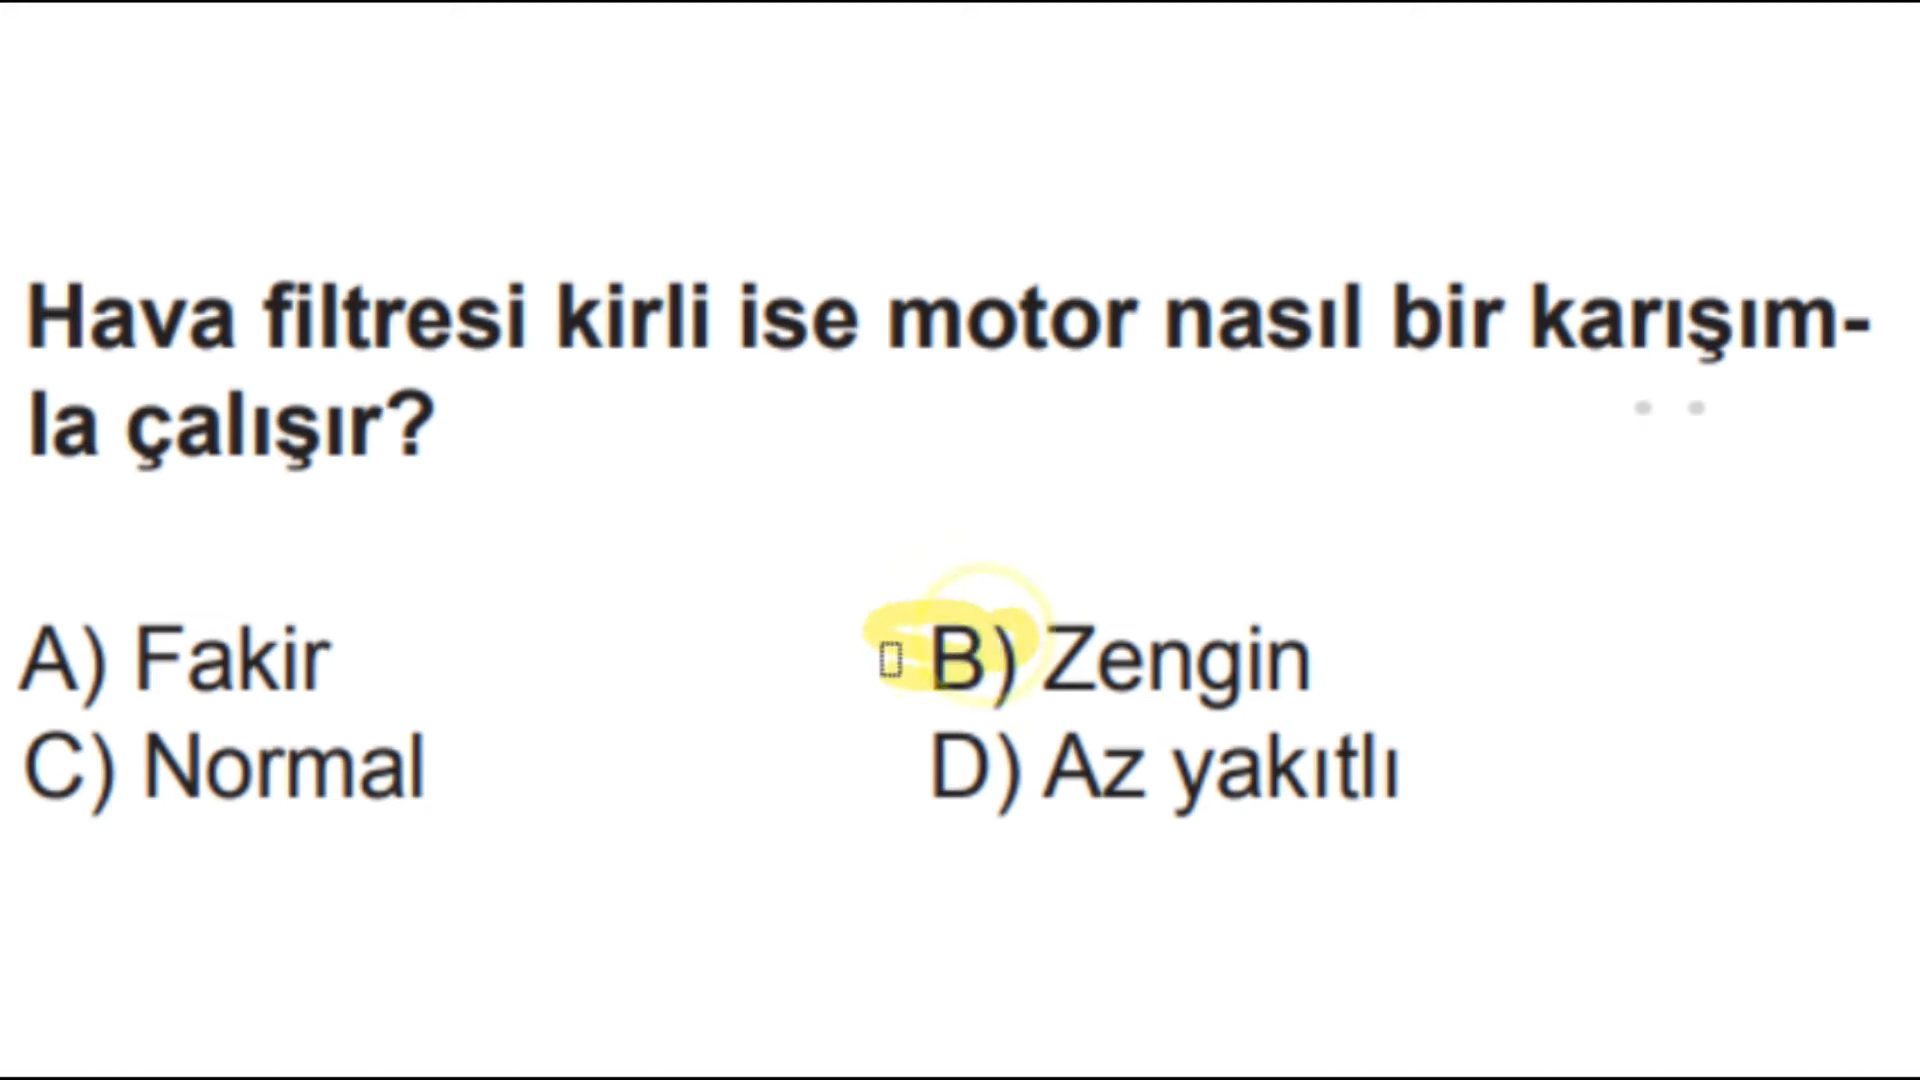 Hava filtresi kirli ise motor nasıl bir karışım-
la çalışır?
A) Fakir
B) Zengin
C) Normal
D) Az yakıtlı